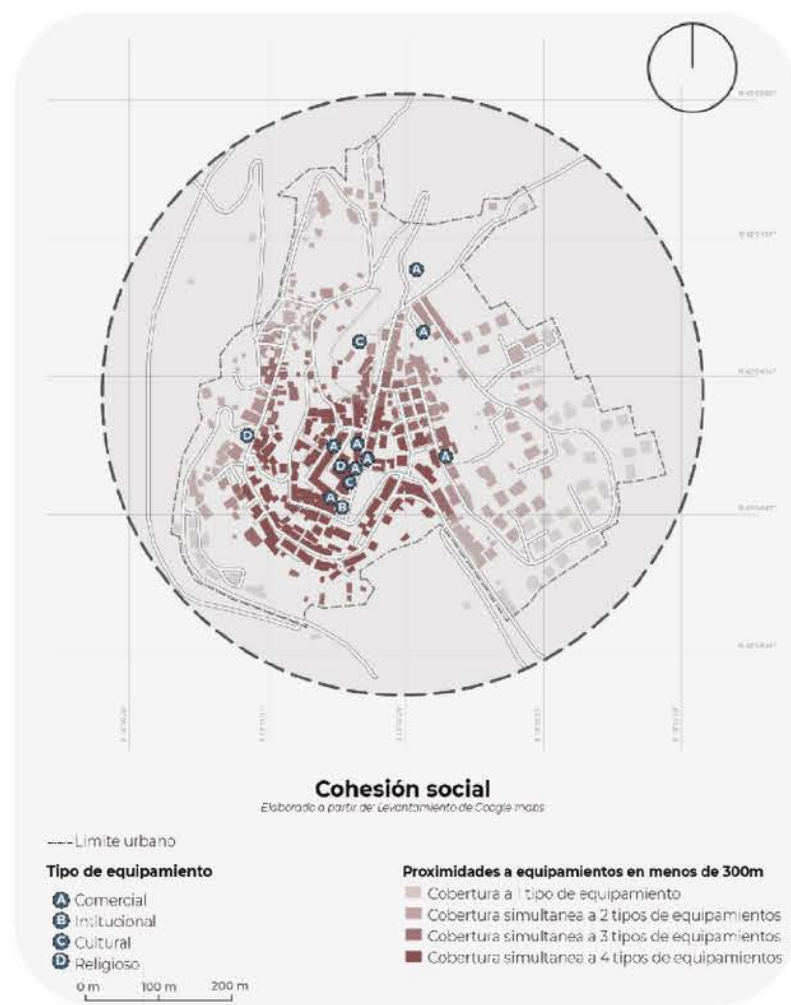 A
A
C
D
A
A
A
D
A
C
A
B
A
Cohesión social
Elaborado a partir de: Levantamiento de Google maps
Limite urbano
Tipo de equipamiento
A Comercial
B Intitucional
C Cultural
D Religioso
0 m 100 m 200 m
Proximidades a equipamientos en menos de 300m
Cobertura a 1 tipo de equipamiento
Cobertura simultanea a 2 tipos de equipamientos
Cobertura simultanea a 3 tipos de equipamientos
Cobertura simultanea a 4 tipos de equipamientos